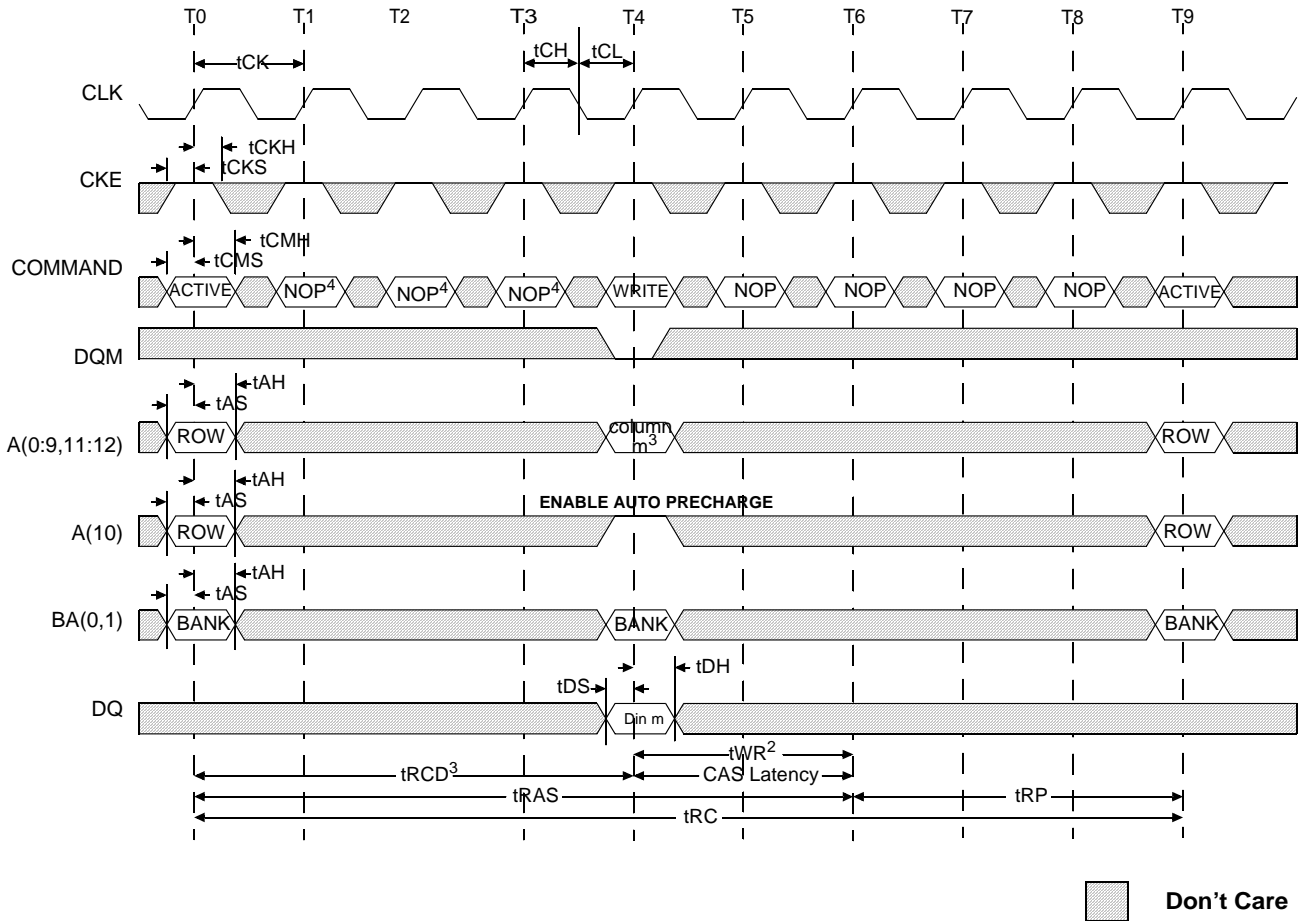 T0 T1 T2 T3 T4 T5 T6 T7 T8 T9
tCK
tCH
tCL
CLK
tCKH
tCKS
CKE
tCMH
tCMS
COMMAND
ACTIVE NOP4 NOP4 NOP4 WRITE NOP NOP NOP NOP ACTIVE
DQM
tAH
tAS
A(0:9,11:12)
ROW
column
m3
ROW
tAH
tAS
ENABLE AUTO PRECHARGE
A(10)
ROW
ROW
tAH
tAS
BA(0,1)
BANK
BANK
BANK
tDH
tDS
DQ
Din m
tWR2
tRCD3
CAS Latency
tRAS
tRP
tRC
Don't Care